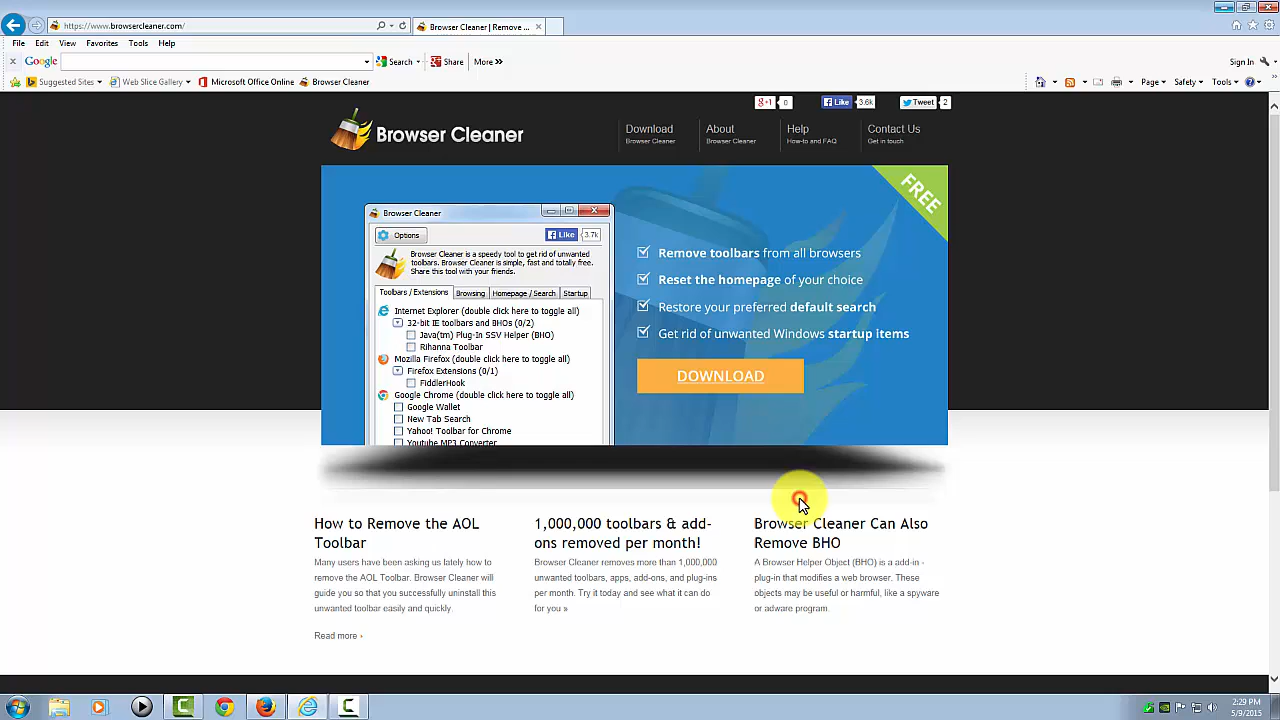 https://www.browsercleaner.com/
Browser Cleaner | Remove ...
File Edit View Favorites Tools Help
Google Search Share More »
Sign In
Suggested Sites Web Slice Gallery Microsoft Office Online Browser Cleaner
Page Safety Tools
g+1 0 Like 3.6k Tweet 2
Browser Cleaner
Download
Browser Cleaner
About
Browser Cleaner
Help
How-to and FAQ
Contact Us
Get in touch
FREE
Browser Cleaner
Options
Like 3.7k
Browser Cleaner is a speedy tool to get rid of unwanted
toolbars. Browser Cleaner is simple, fast and totally free.
Share this tool with your friends.
Toolbars / Extensions Browsing Homepage / Search Startup
Internet Explorer (double click here to toggle all)
32-bit IE toolbars and BHOs (0/2)
Java(tm) Plug-In SSV Helper (BHO)
Rihanna Toolbar
Mozilla Firefox (double click here to toggle all)
Firefox Extensions (0/1)
FiddlerHook
Google Chrome (double click here to toggle all)
Google Wallet
New Tab Search
Yahoo! Toolbar for Chrome
Youtube MP3 Converter
Remove toolbars from all browsers
Reset the homepage of your choice
Restore your preferred default search
Get rid of unwanted Windows startup items
DOWNLOAD
How to Remove the AOL
Toolbar
Many users have been asking us lately how to
remove the AOL Toolbar. Browser Cleaner will
guide you so that you successfully uninstall this
unwanted toolbar easily and quickly.
Read more
1,000,000 toolbars & add-
ons removed per month!
Browser Cleaner removes more than 1,000,000
unwanted toolbars, apps, add-ons, and plug-ins
per month. Try it today and see what it can do
for you »
Browser Cleaner Can Also
Remove BHO
A Browser Helper Object (BHO) is a add-in -
plug-in that modifies a web browser. These
objects may be useful or harmful, like a spyware
or adware program.
2:29 PM
5/9/2015